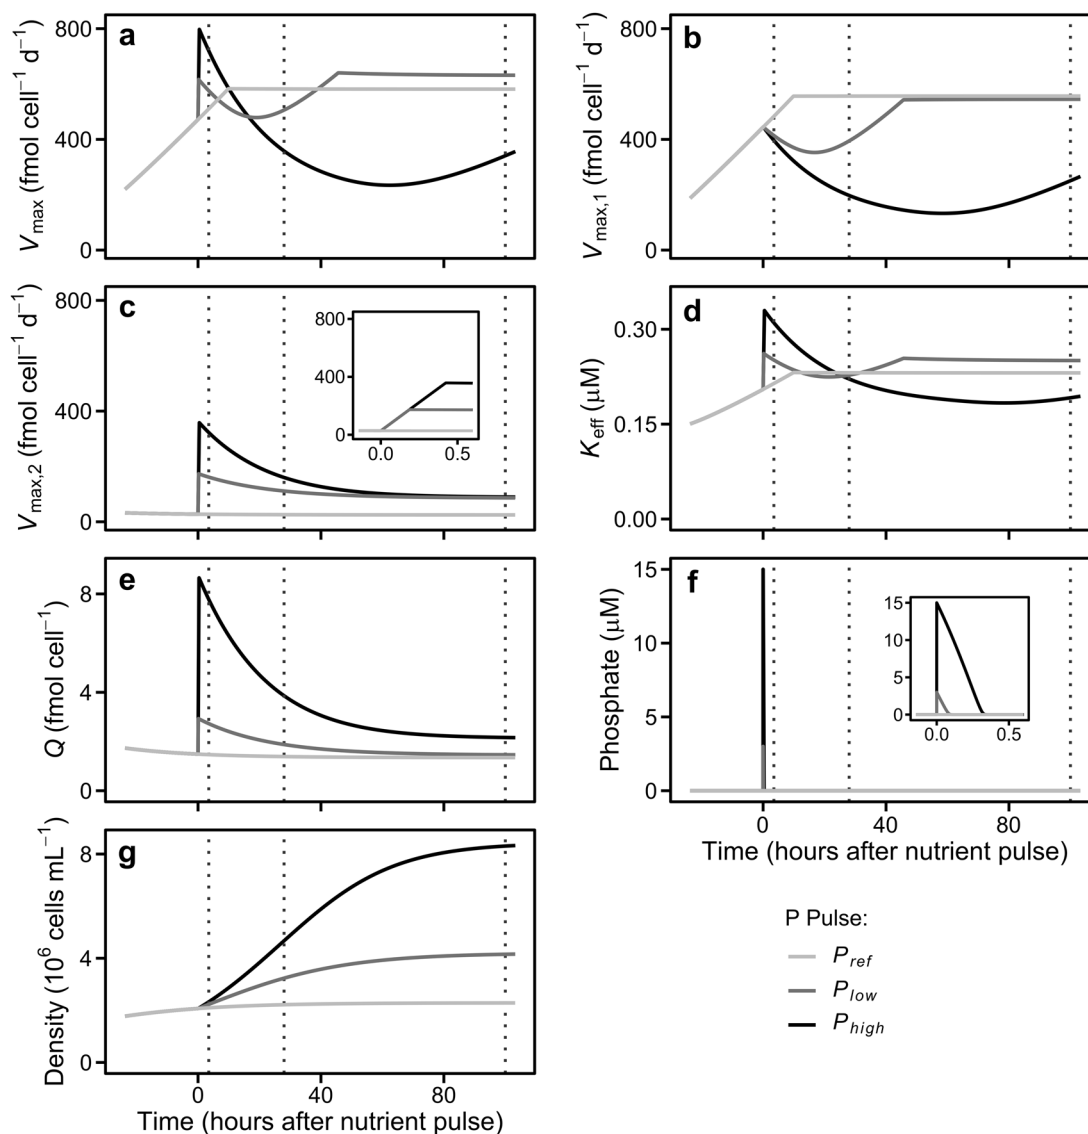 a
V_max (fmol cell⁻¹ d⁻¹)
800
400
0
b
V_max,1 (fmol cell⁻¹ d⁻¹)
800
400
0
c
V_max,2 (fmol cell⁻¹ d⁻¹)
800
400
0
800
400
0
0.0 0.5
d
K_eff (μM)
0.30
0.15
0.00
e
Q (fmol cell⁻¹)
8
4
0
f
Phosphate (μM)
15
10
5
0
15
10
5
0
0.0 0.5
0 40 80
Time (hours after nutrient pulse)
g
Density (10⁶ cells mL⁻¹)
8
4
0
0 40 80
Time (hours after nutrient pulse)
P Pulse:
P_ref
P_low
P_high